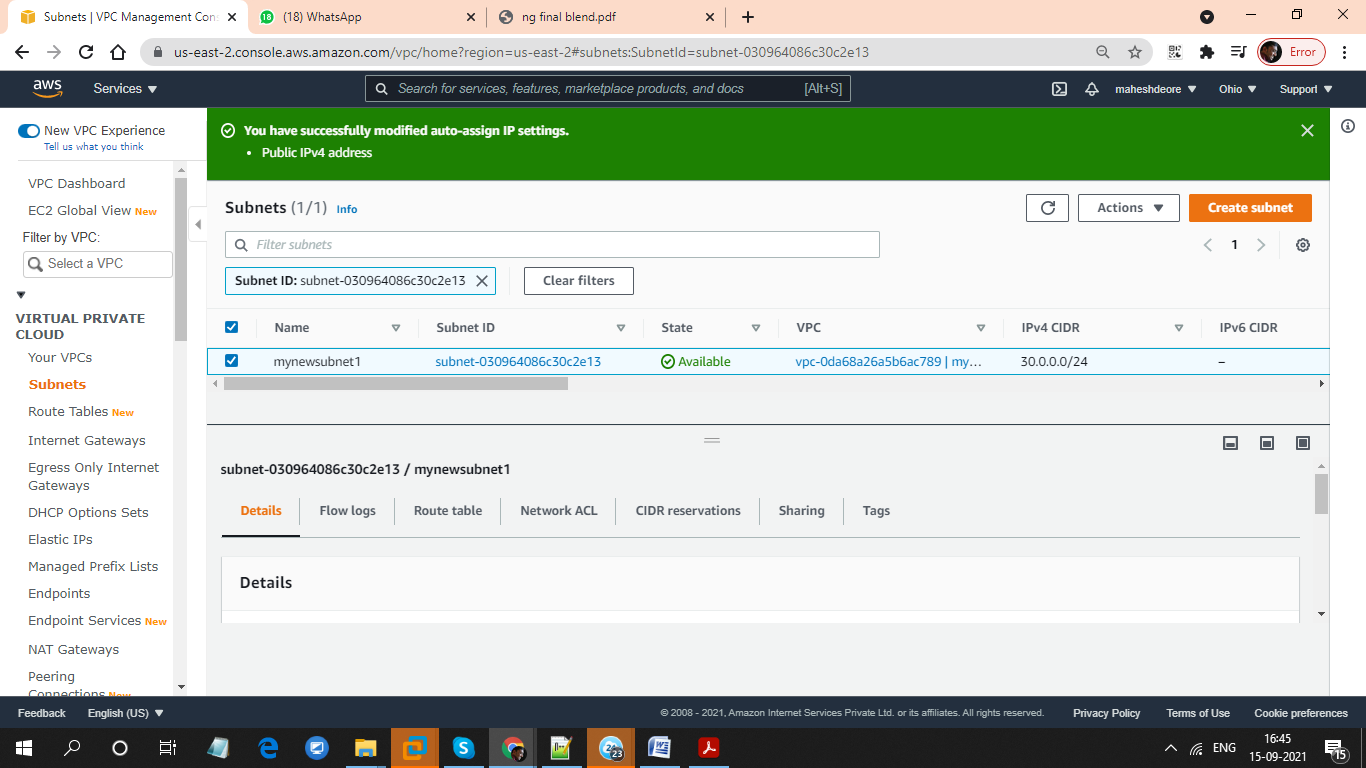 Subnets | VPC Management Con
(18) WhatsApp
ng final blend.pdf
us-east-2.console.aws.amazon.com/vpc/home?region=us-east-2#subnets:SubnetId=subnet-030964086c30c2e13
Error
aws
Services
Search for services, features, marketplace products, and docs
[Alt+S]
maheshdeore
Ohio
Support
New VPC Experience
Tell us what you think
VPC Dashboard
EC2 Global View New
Filter by VPC:
Select a VPC
VIRTUAL PRIVATE
CLOUD
Your VPCs
Subnets
Route Tables New
Internet Gateways
Egress Only Internet
Gateways
DHCP Options Sets
Elastic IPs
Managed Prefix Lists
Endpoints
Endpoint Services New
NAT Gateways
Peering
Connections New
You have successfully modified auto-assign IP settings.
• Public IPv4 address
Subnets (1/1) Info
Actions
Create subnet
Filter subnets
1
Subnet ID: subnet-030964086c30c2e13
Clear filters
Name Subnet ID State VPC IPv4 CIDR IPv6 CIDR
mynewsubnet1 subnet-030964086c30c2e13 Available vpc-0da68a26a5b6ac789 | my... 30.0.0.0/24 –
subnet-030964086c30c2e13 / mynewsubnet1
Details Flow logs Route table Network ACL CIDR reservations Sharing Tags
Details
Feedback English (US) © 2008 - 2021, Amazon Internet Services Private Ltd. or its affiliates. All rights reserved. Privacy Policy Terms of Use Cookie preferences
ENG
16:45
15-09-2021
15